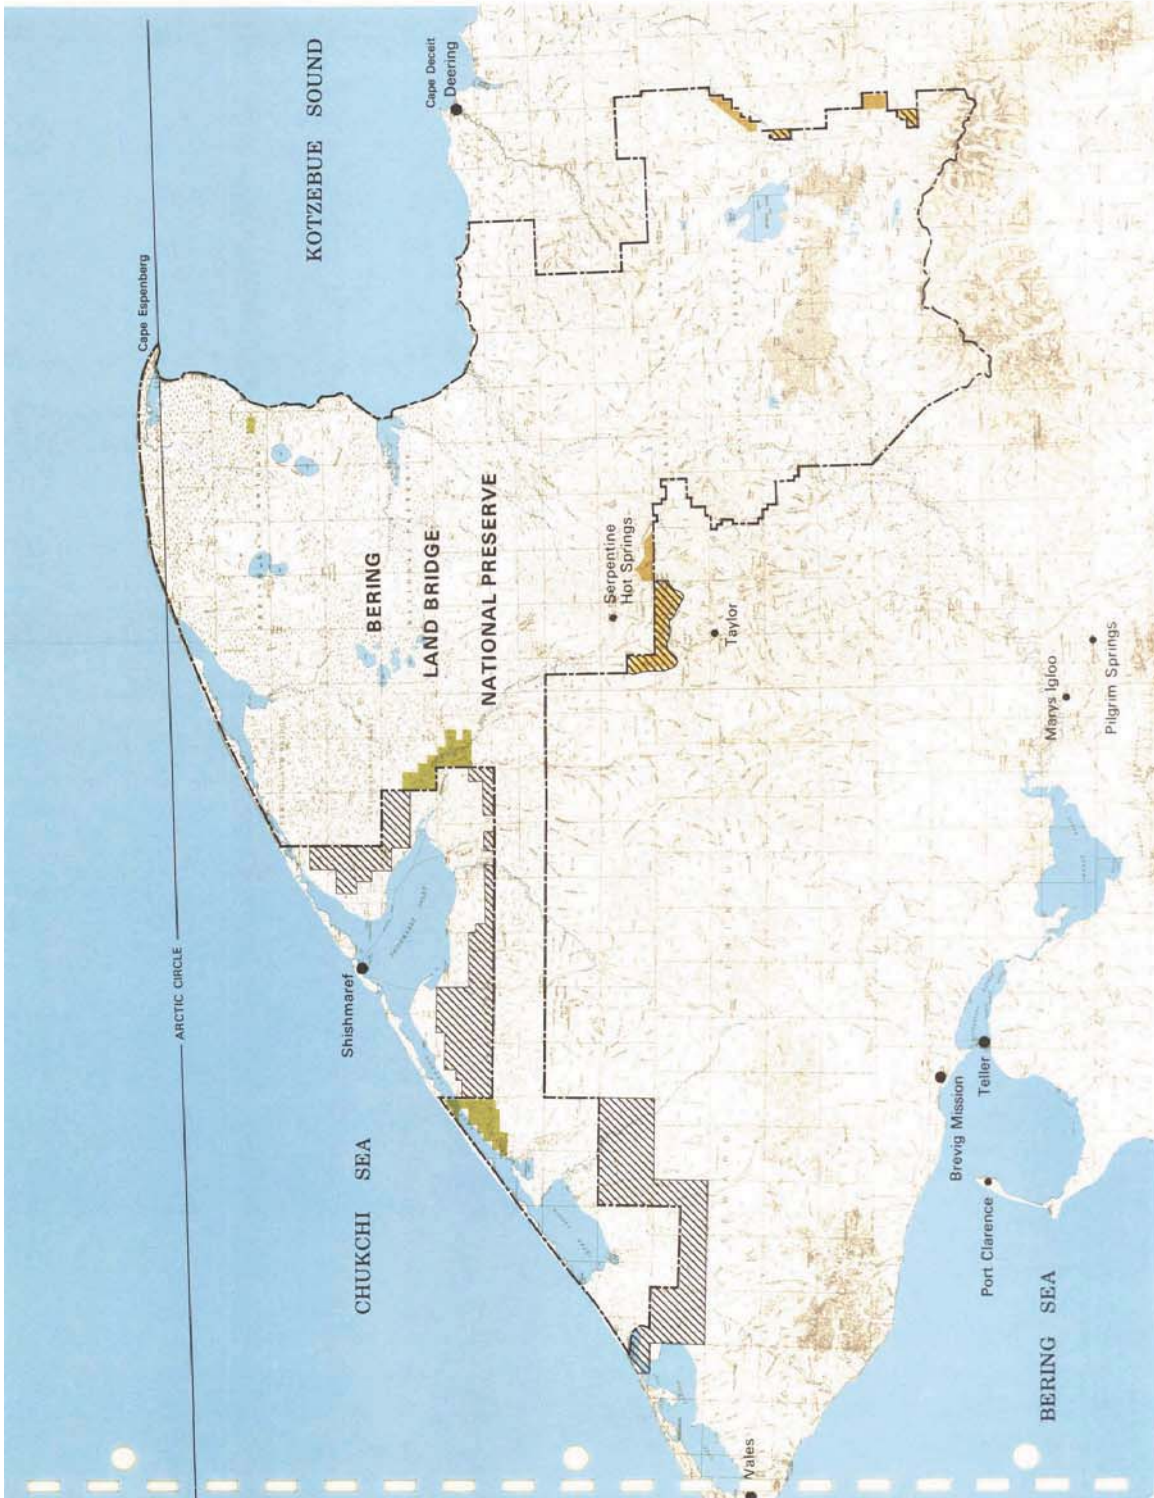 ARCTIC CIRCLE
Cape Espenberg
KOTZEBUE SOUND
Cape Deceit
Deering
CHUKCHI SEA
Shishmaref
BERING
LAND BRIDGE
NATIONAL PRESERVE
Serpentine
Hot Springs
Taylor
Wales
Brevig Mission
Teller
Port Clarence
BERING SEA
Marys Igloo
Pilgrim Springs